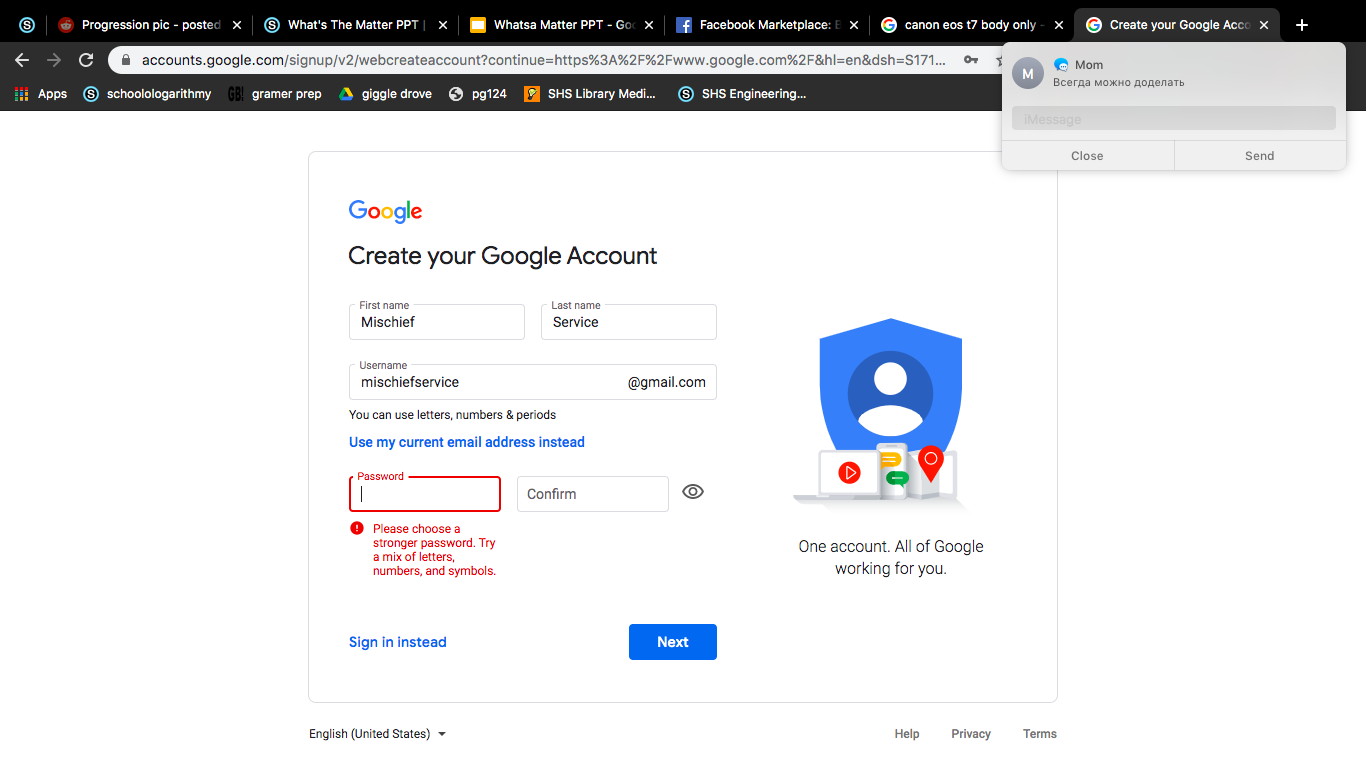 Progression pic - posted
What's The Matter PPT |
Whatsa Matter PPT - Goo
Facebook Marketplace: B
canon eos t7 body only -
Create your Google Acco
accounts.google.com/signup/v2/webcreateaccount?continue=https%3A%2F%2Fwww.google.com%2F&hl=en&dsh=S171...
Apps
schoolologarithmy
gramer prep
giggle drove
pg124
SHS Library Medi...
SHS Engineering...
M
Mom
Всегда можно доделать
iMessage
Close
Send
Google
Create your Google Account
First name
Mischief
Last name
Service
Username
mischiefservice
@gmail.com
You can use letters, numbers & periods
Use my current email address instead
Password
Confirm
Please choose a
stronger password. Try
a mix of letters,
numbers, and symbols.
One account. All of Google
working for you.
Sign in instead
Next
English (United States)
Help
Privacy
Terms